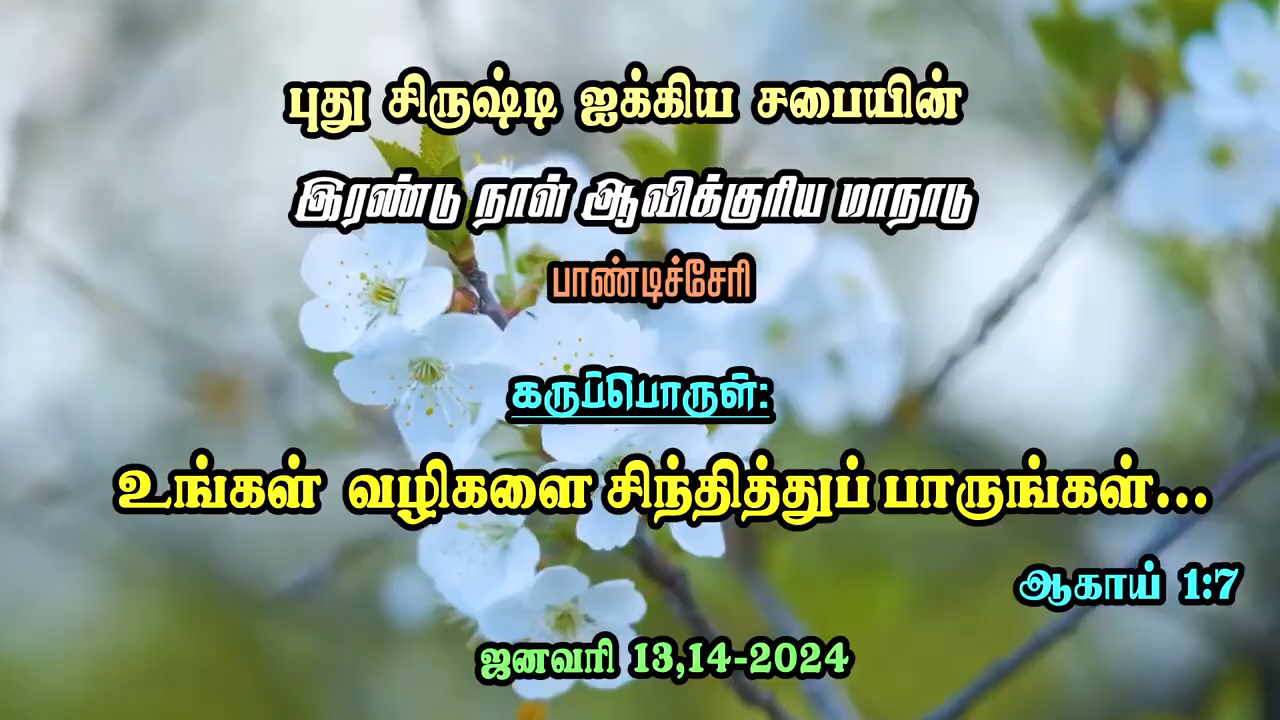 புது சிருஷ்டி ஐக்கிய சபையின்
இரண்டு நாள் ஆவிக்குரிய மாநாடு
பாண்டிச்சேரி
கருப்பொருள்:
உங்கள் வழிகளை சிந்தித்துப் பாருங்கள்...
ஆகாய் 1:7
ஜனவரி 13,14-2024